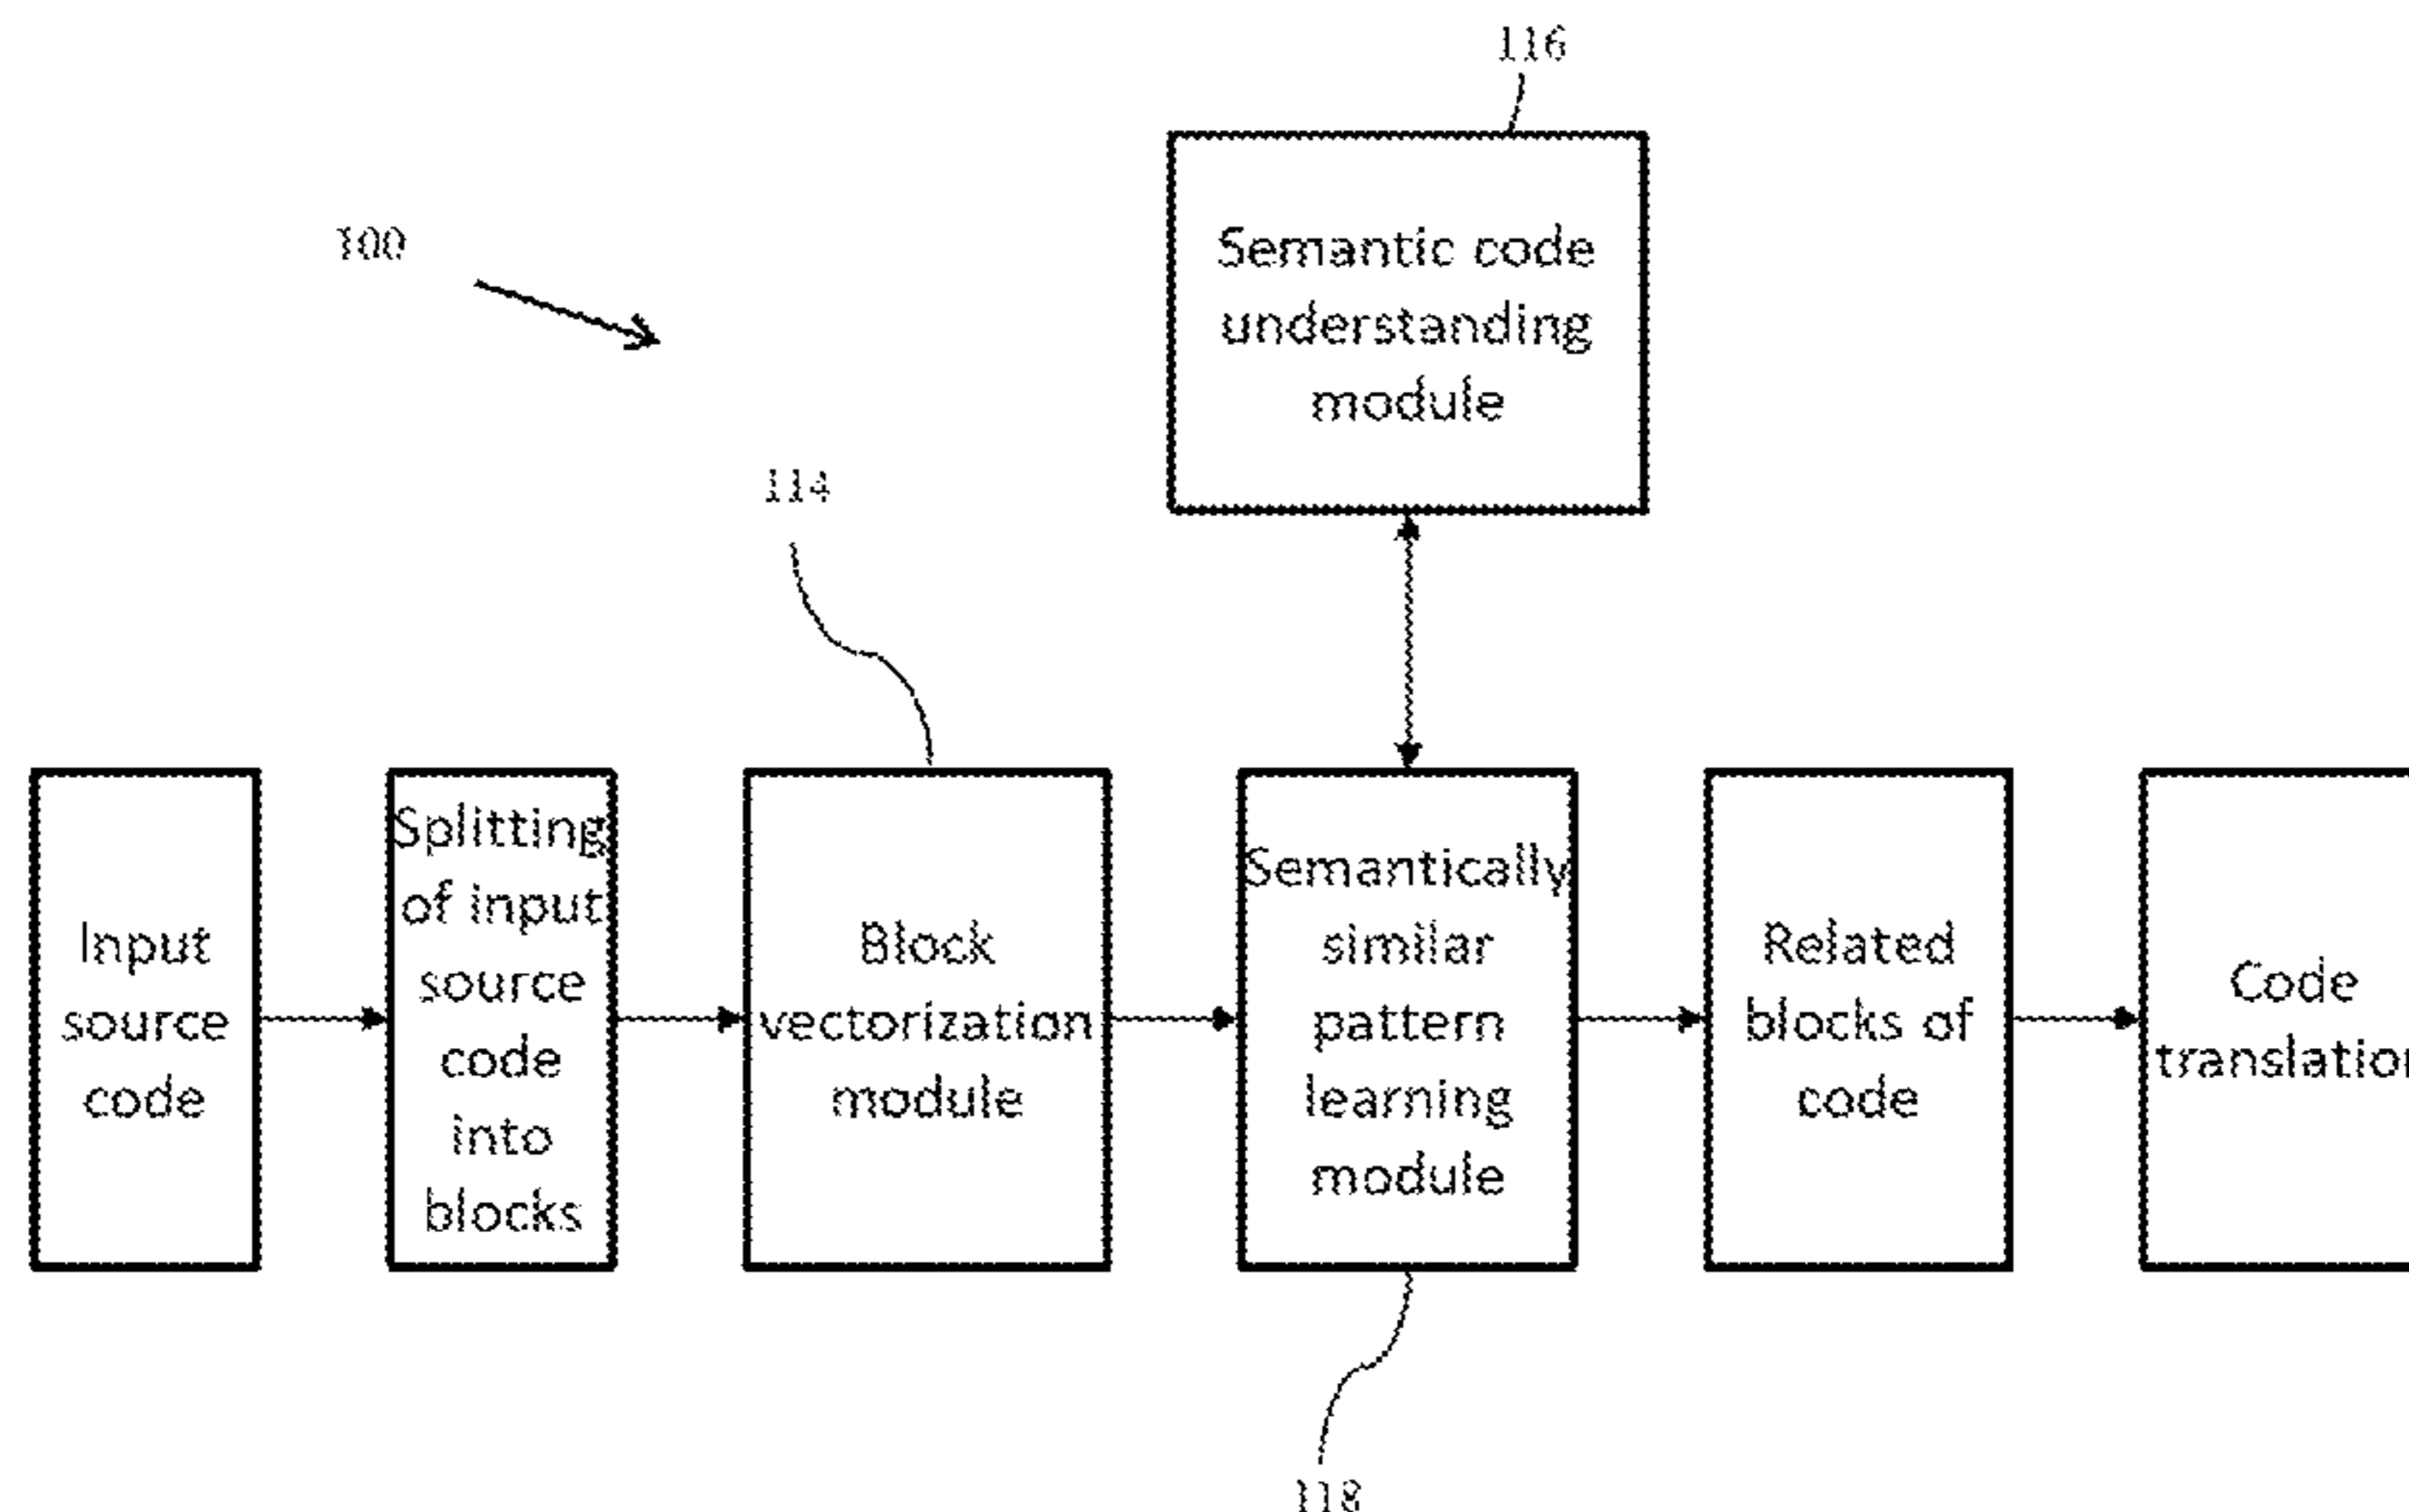 116
100
Semantic code
understanding
module
114
Input
source
code
Splitting
of input
source
code
into
blocks
Block
vectorization
module
Semantically
similar
pattern
learning
module
Related
blocks of
code
Code
translation
118